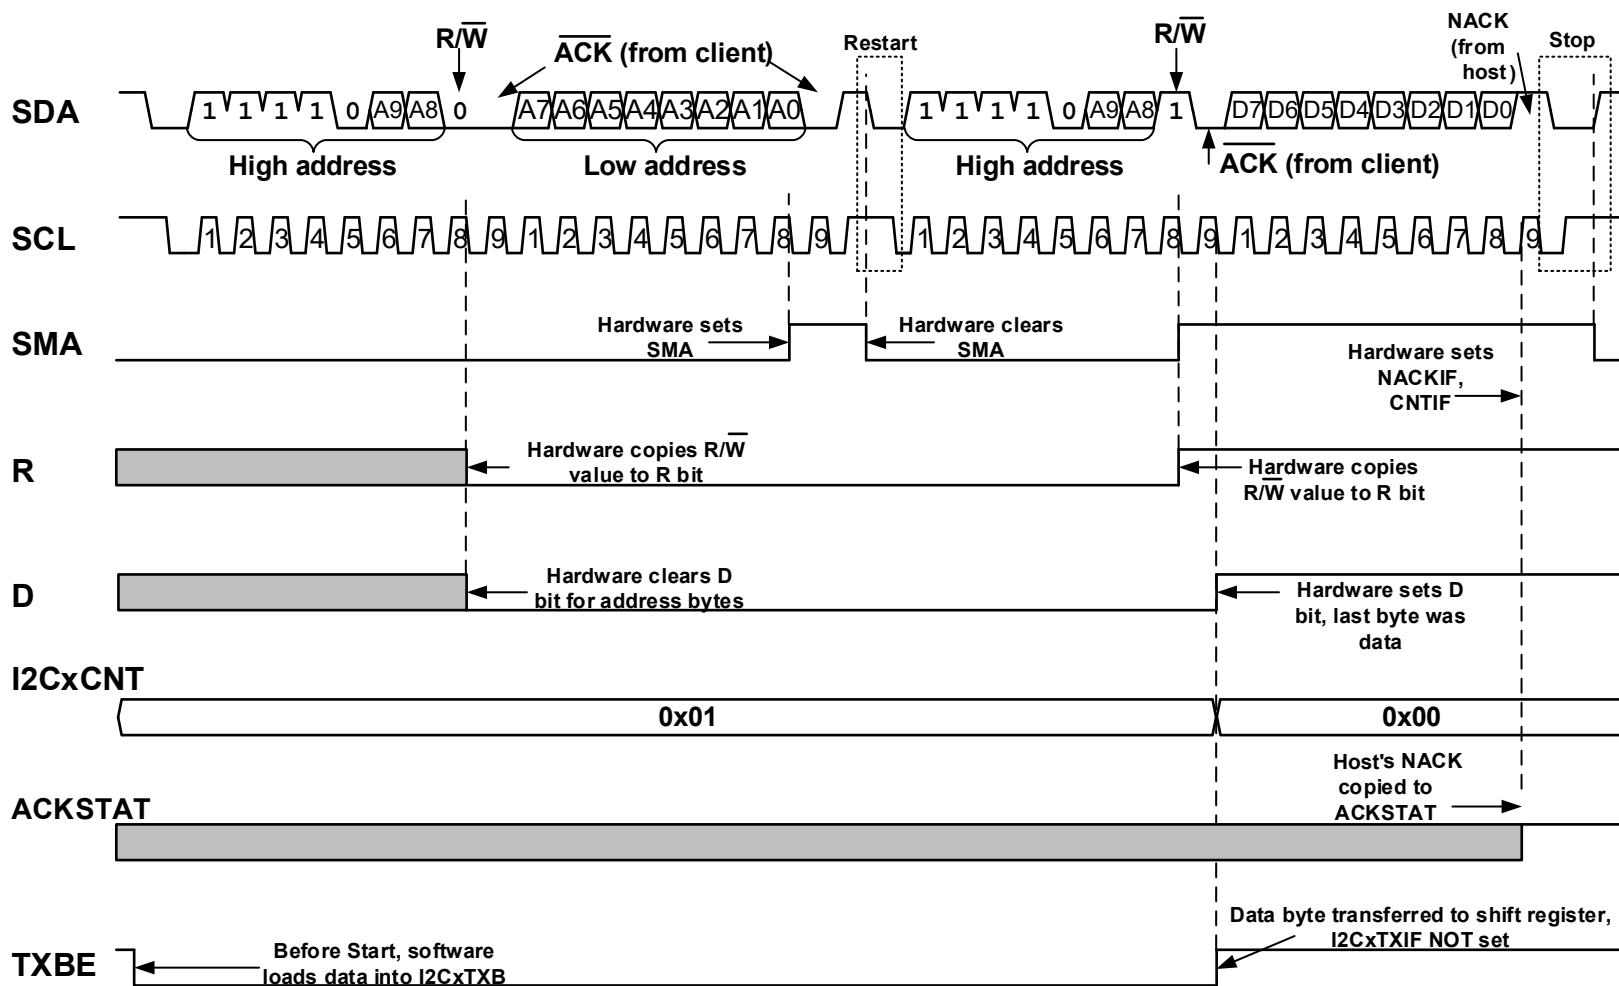 R/W
ACK (from client)
Restart
R/W
NACK
(from
host)
Stop
SDA
1 1 1 1 0 A9 A8 0 A7 A6 A5 A4 A3 A2 A1 A0 1 1 1 1 0 A9 A8 1 D7 D6 D5 D4 D3 D2 D1 D0
High address
Low address
High address
ACK (from client)
SCL
1 2 3 4 5 6 7 8 9 1 2 3 4 5 6 7 8 9 1 2 3 4 5 6 7 8 9 1 2 3 4 5 6 7 8 9
SMA
Hardware sets
SMA
Hardware clears
SMA
Hardware sets
NACKIF,
CNTIF
R
Hardware copies R/W
value to R bit
Hardware copies
R/W value to R bit
D
Hardware clears D
bit for address bytes
Hardware sets D
bit, last byte was
data
I2CxCNT
0x01
0x00
ACKSTAT
Host's NACK
copied to
ACKSTAT
TXBE
Before Start, software
loads data into I2CxTXB
Data byte transferred to shift register,
I2CxTXIF NOT set